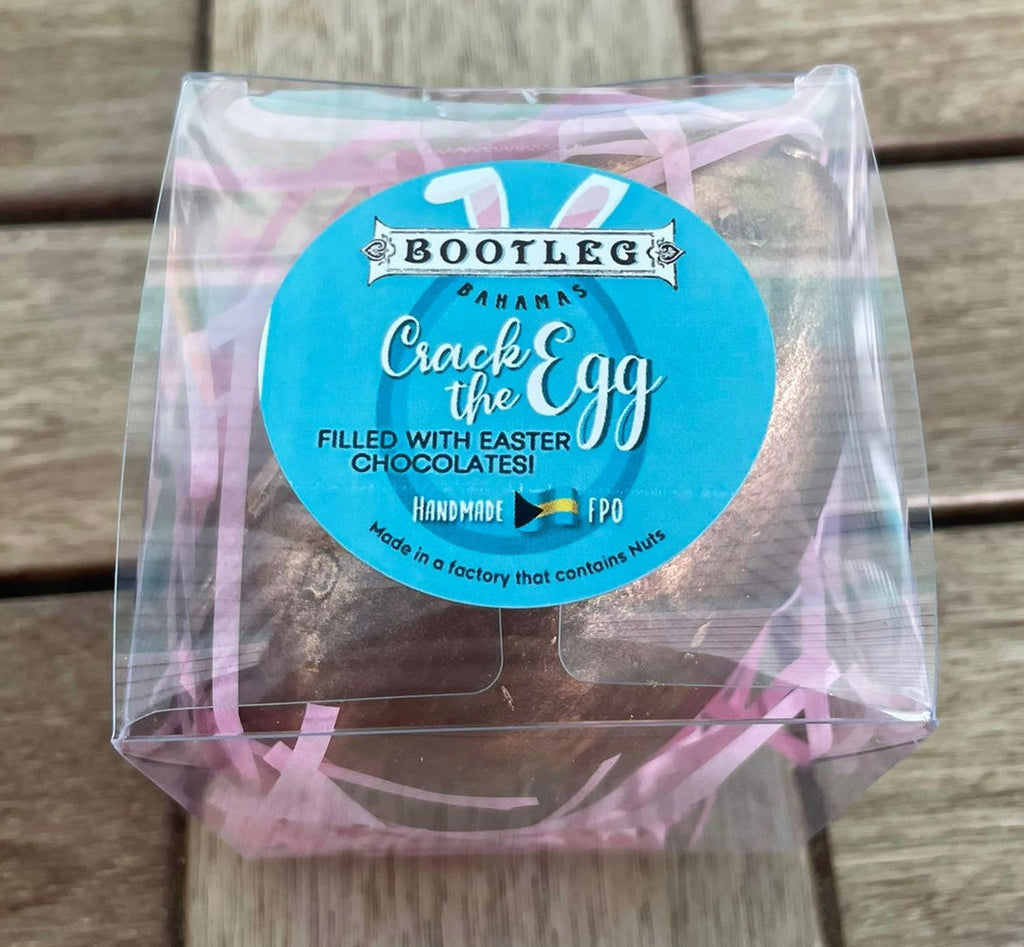 BOOTLEG
BAHAMAS
Crack
the Egg
FILLED WITH EASTER
CHOCOLATES!
HANDMADE FPO
Made in a factory that contains Nuts